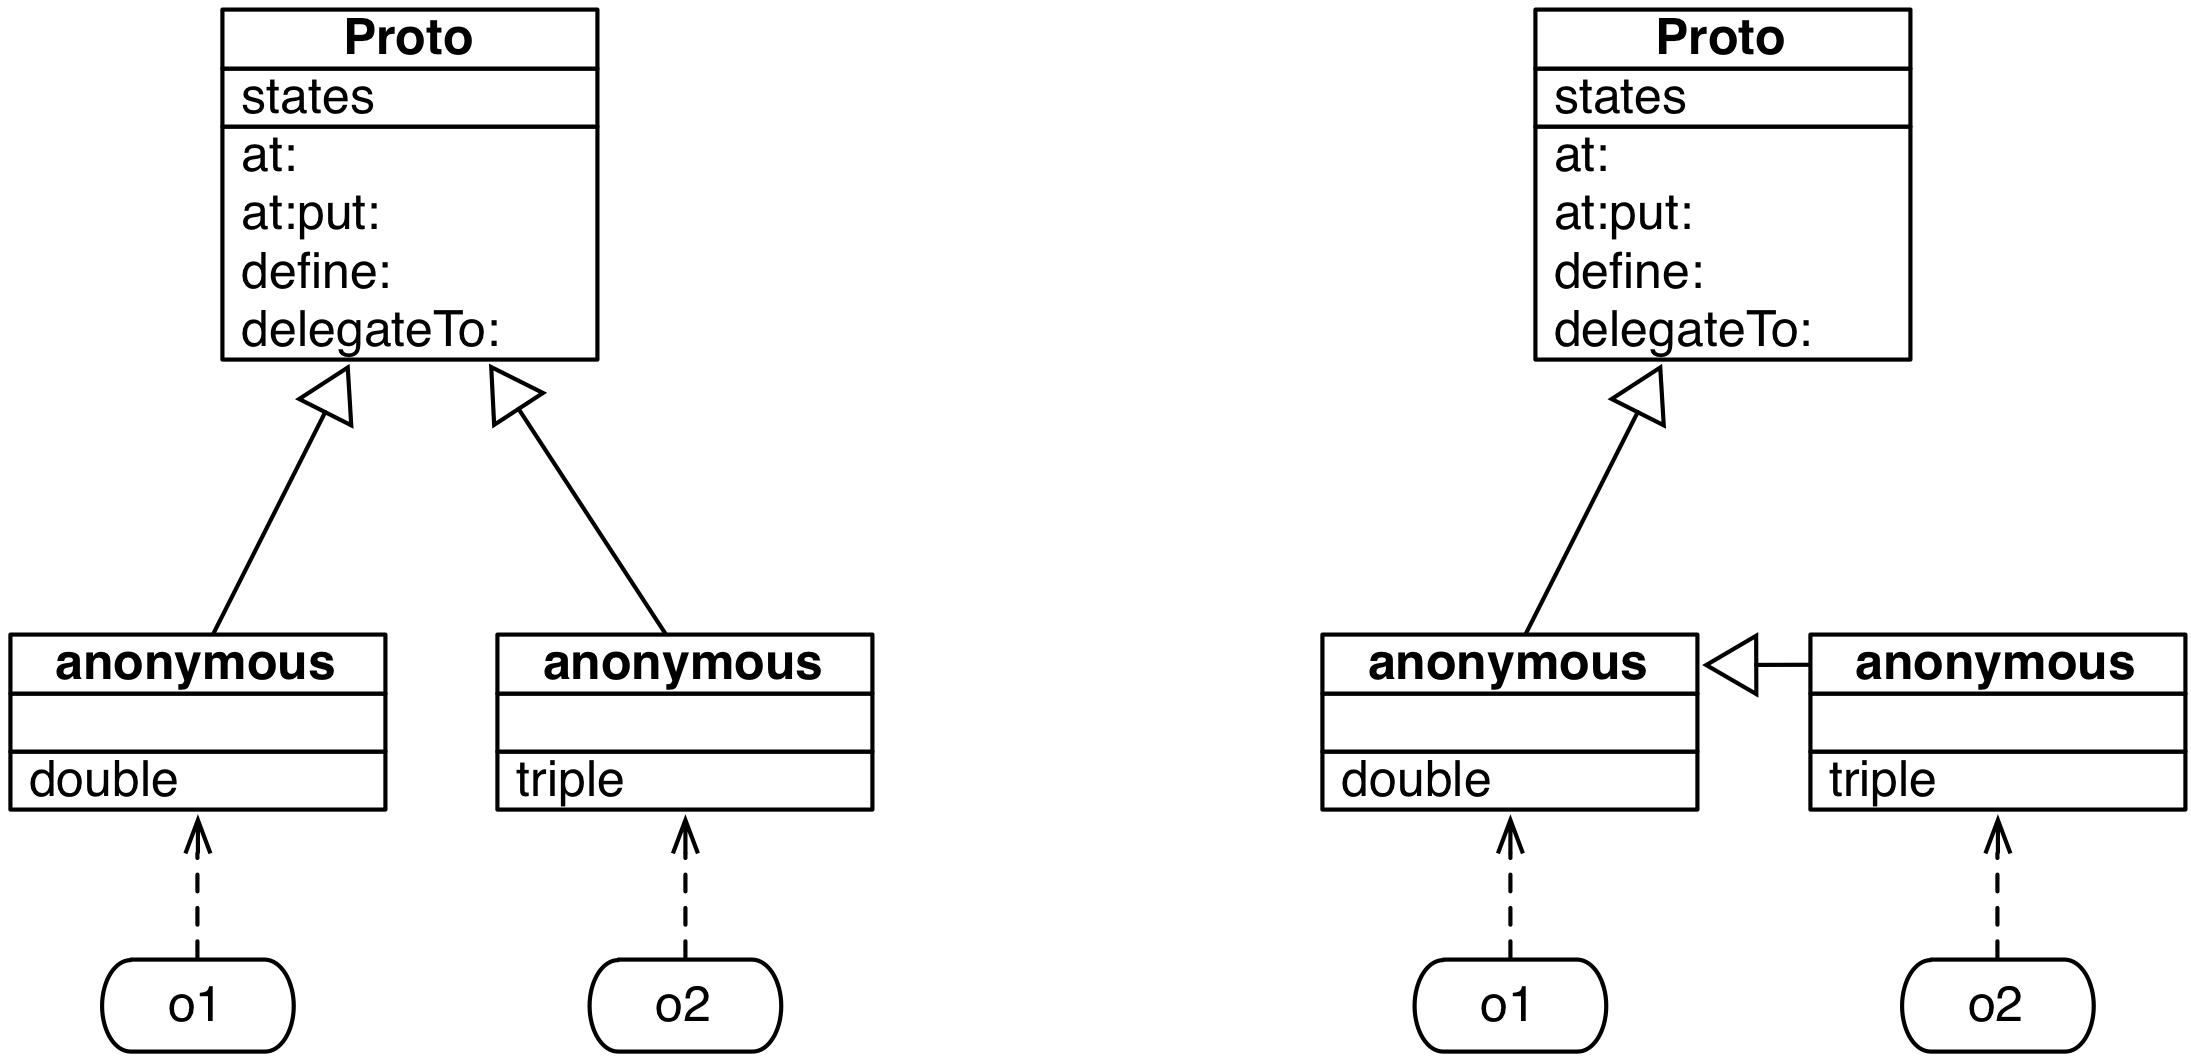 Proto
states
at:
at:put:
define:
delegateTo:
anonymous
double
anonymous
triple
o1
o2
Proto
states
at:
at:put:
define:
delegateTo:
anonymous
double
anonymous
triple
o1
o2